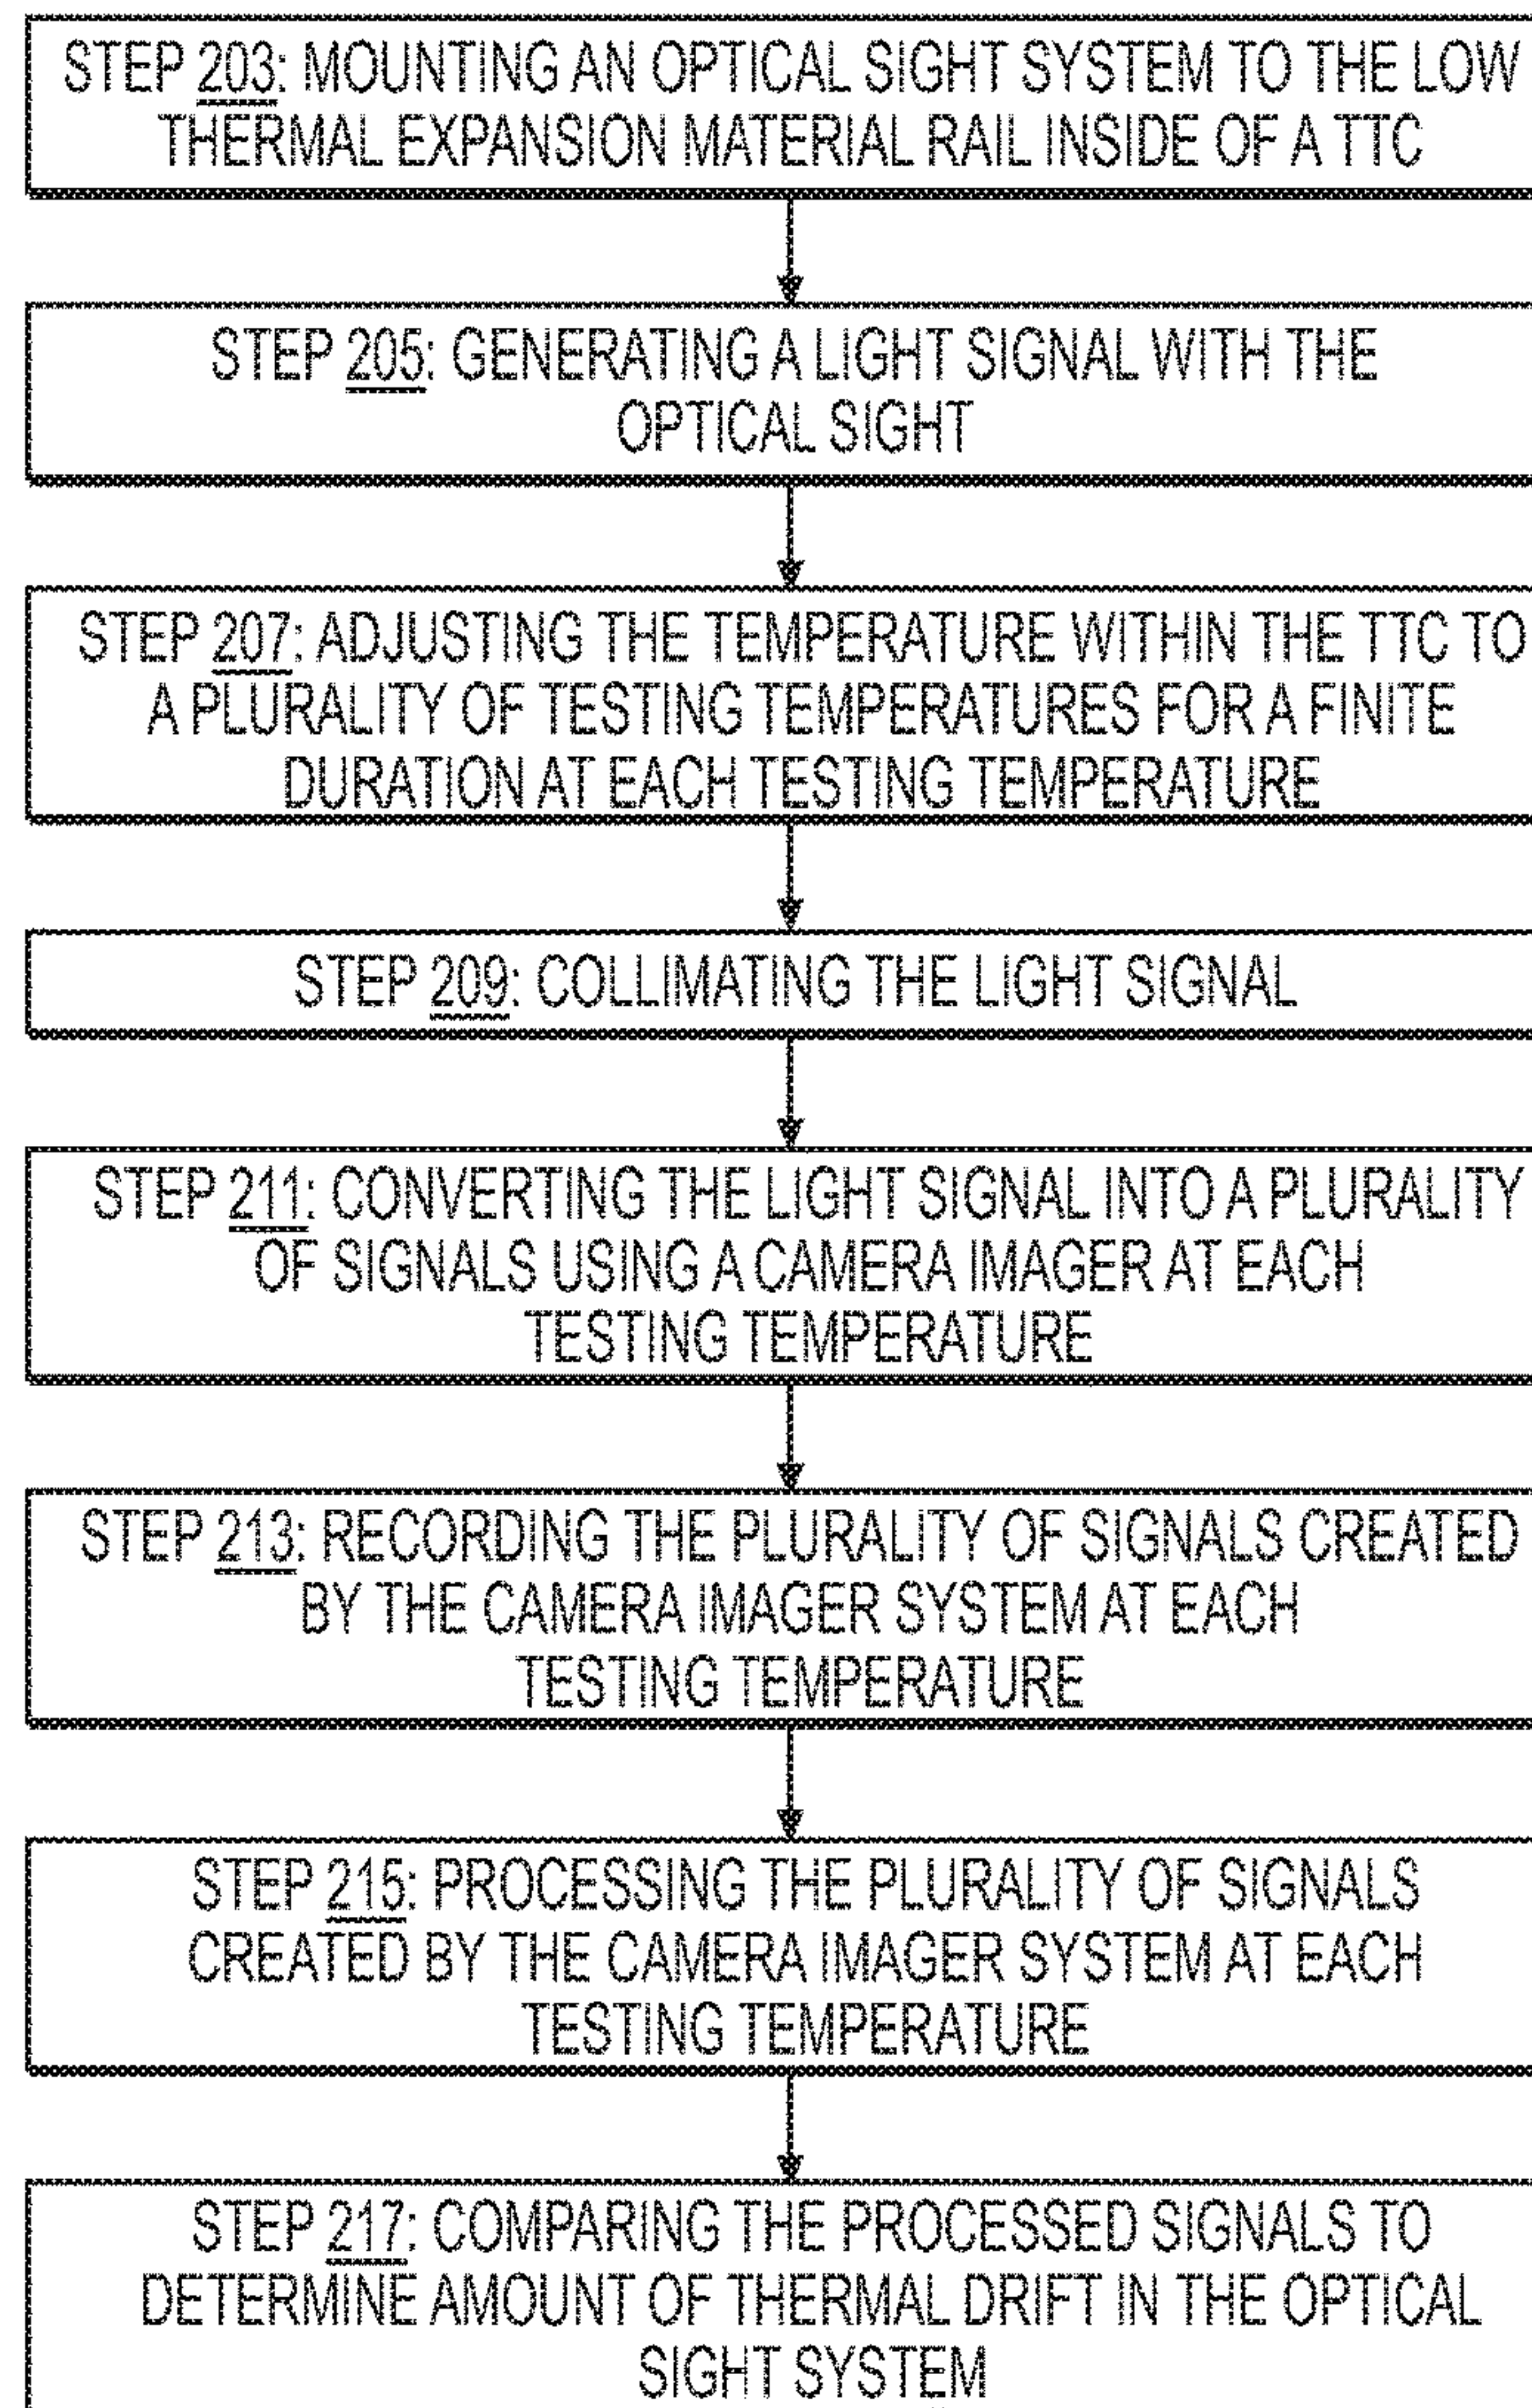 STEP 203: MOUNTING AN OPTICAL SIGHT SYSTEM TO THE LOW
THERMAL EXPANSION MATERIAL RAIL INSIDE OF A TTC
STEP 205: GENERATING A LIGHT SIGNAL WITH THE
OPTICAL SIGHT
STEP 207: ADJUSTING THE TEMPERATURE WITHIN THE TTC TO
A PLURALITY OF TESTING TEMPERATURES FOR A FINITE
DURATION AT EACH TESTING TEMPERATURE
STEP 209: COLLIMATING THE LIGHT SIGNAL
STEP 211: CONVERTING THE LIGHT SIGNAL INTO A PLURALITY
OF SIGNALS USING A CAMERA IMAGER AT EACH
TESTING TEMPERATURE
STEP 213: RECORDING THE PLURALITY OF SIGNALS CREATED
BY THE CAMERA IMAGER SYSTEM AT EACH
TESTING TEMPERATURE
STEP 215: PROCESSING THE PLURALITY OF SIGNALS
CREATED BY THE CAMERA IMAGER SYSTEM AT EACH
TESTING TEMPERATURE
STEP 217: COMPARING THE PROCESSED SIGNALS TO
DETERMINE AMOUNT OF THERMAL DRIFT IN THE OPTICAL
SIGHT SYSTEM